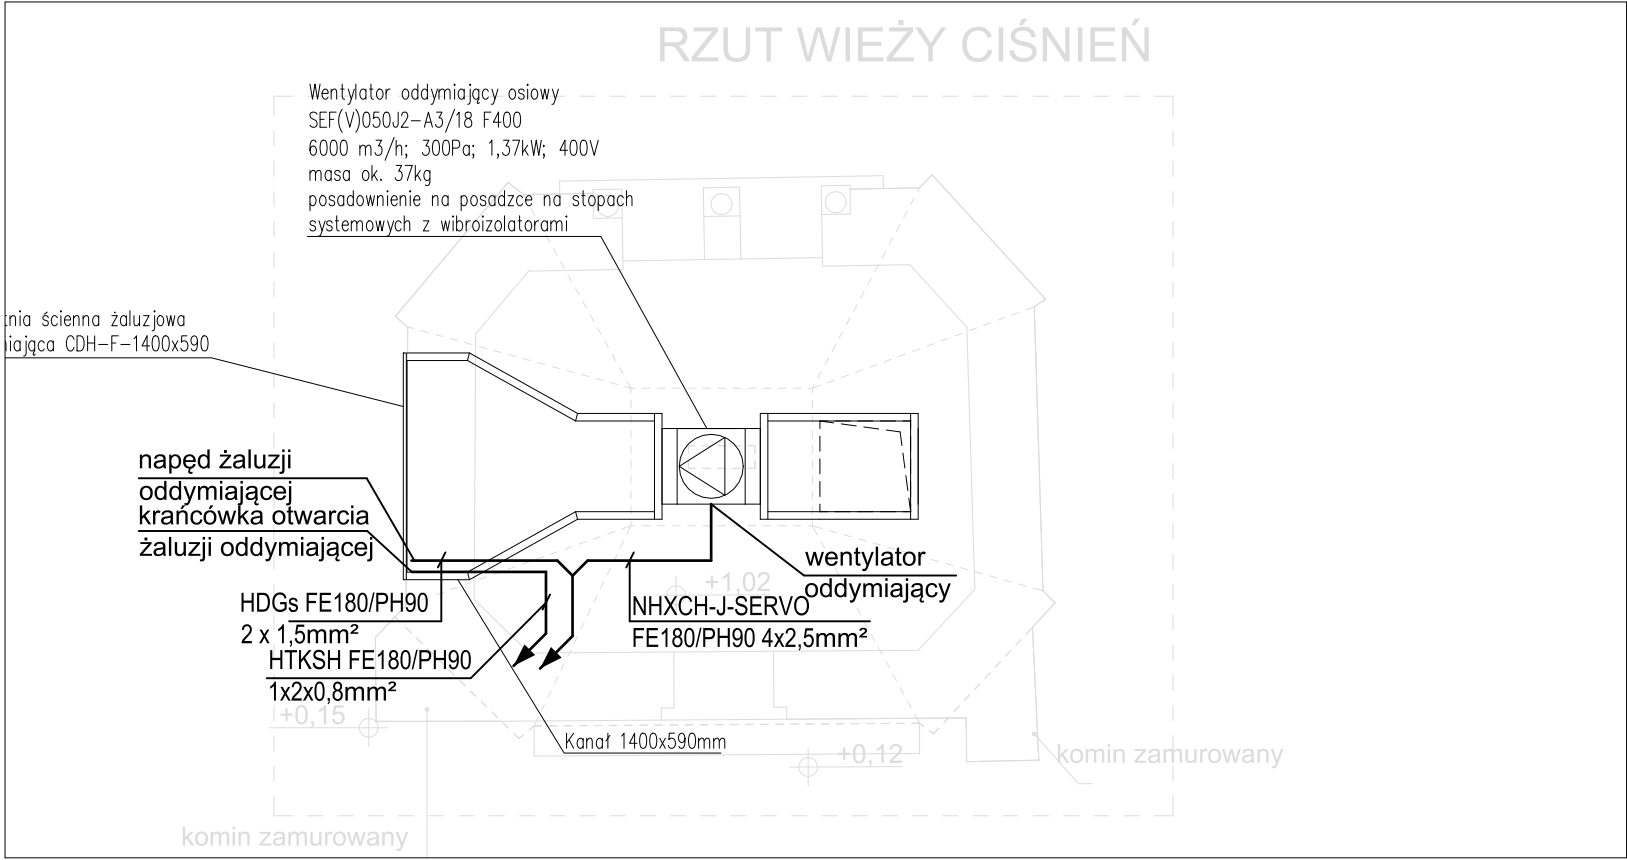 RZUT WIEŻY CIŚNIEŃ
Wentylator oddymiający osiowy
SEF(V)050J2-A3/18 F400
6000 m3/h; 300Pa; 1,37kW; 400V
masa ok. 37kg
posadownienie na posadzce na stopach
systemowych z wibroizolatorami
ścienna żaluzjowa
CDH-F-1400x590
napęd żaluzji
oddymiającej
krańcówka otwarcia
żaluzji oddymiającej
wentylator
oddymiający
+1,02
HDGs FE180/PH90
2 x 1,5mm²
NHXCH-J-SERVO
FE180/PH90 4x2,5mm²
HTKSH FE180/PH90
1x2x0,8mm²
+0,15
Kanał 1400x590mm
+0,12
komin zamurowany
komin zamurowany